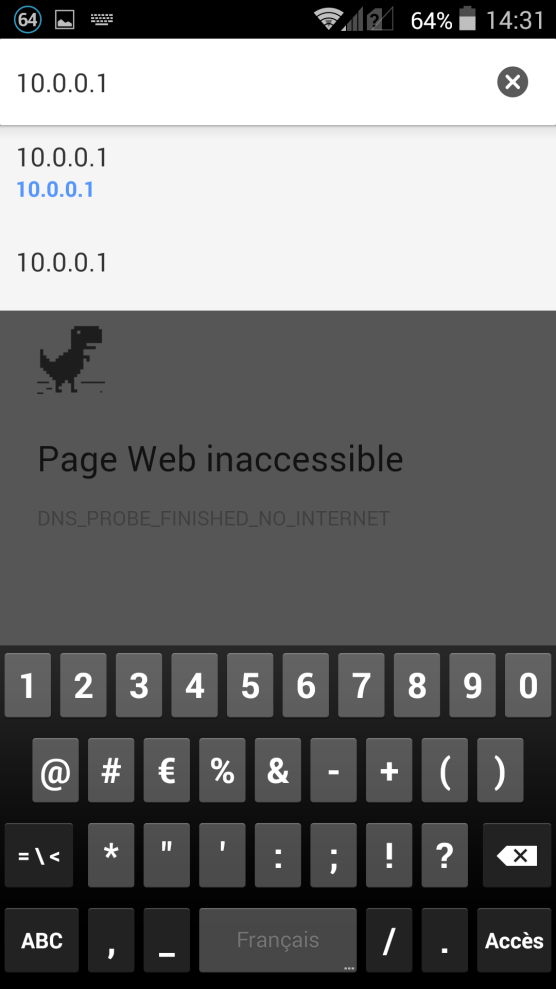 64 64% 14:31
10.0.0.1
10.0.0.1
10.0.0.1
10.0.0.1
Page Web inaccessible
DNS_PROBE_FINISHED_NO_INTERNET
1 2 3 4 5 6 7 8 9 0
@ # € % & - + ( )
= \ < * " ' : ; ! ?
ABC , _ Français / . Accès